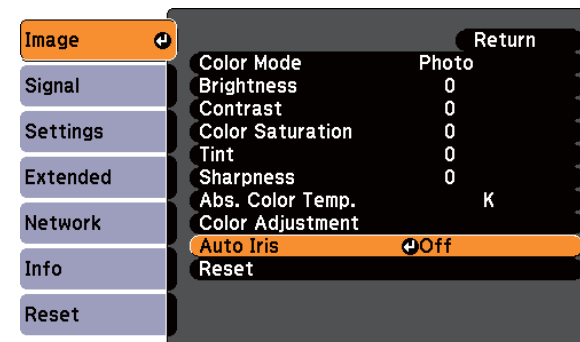 Image
Signal
Settings
Extended
Network
Info
Reset
Return
Color Mode Photo
Brightness 0
Contrast 0
Color Saturation 0
Tint 0
Sharpness 0
Abs. Color Temp. K
Color Adjustment
Auto Iris Off
Reset